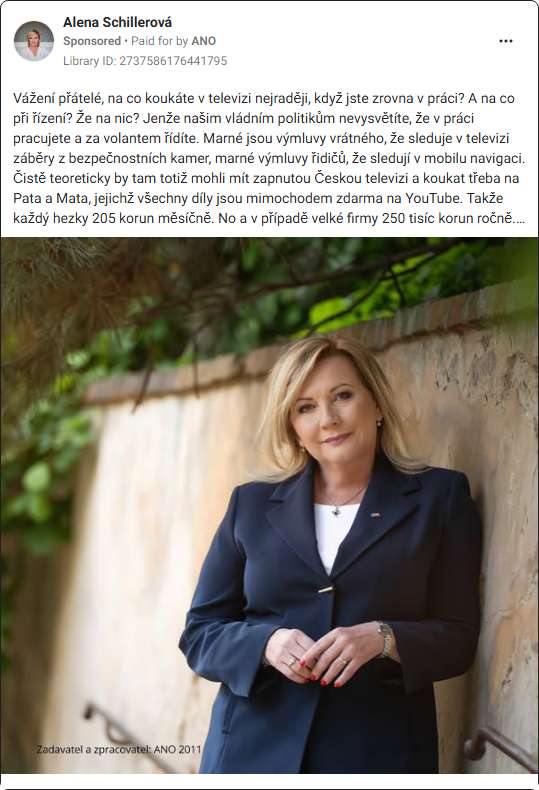 Alena Schillerová
Sponsored • Paid for by ANO
Library ID: 2737586176441795
Vážení přátelé, na co koukáte v televizi nejraději, když jste zrovna v práci? A na co
při řízení? Že na nic? Jenže našim vládním politikům nevysvětíte, že v práci
pracujete a za volantem řídíte. Marné jsou výmluvy vrátného, že sleduje v televizi
záběry z bezpečnostních kamer, marné výmluvy řidičů, že sledují v mobilu navigaci.
Čistě teoreticky by tam totiž mohli mít zapnutou Českou televizi a koukat třeba na
Pata a Mata, jejichž všechny díly jsou mimochodem zdarma na YouTube. Takže
každý hezky 205 korun měsíčně. No a v případě velké firmy 250 tisíc korun ročně....
Zadavatel a zpracovatel: ANO 2011